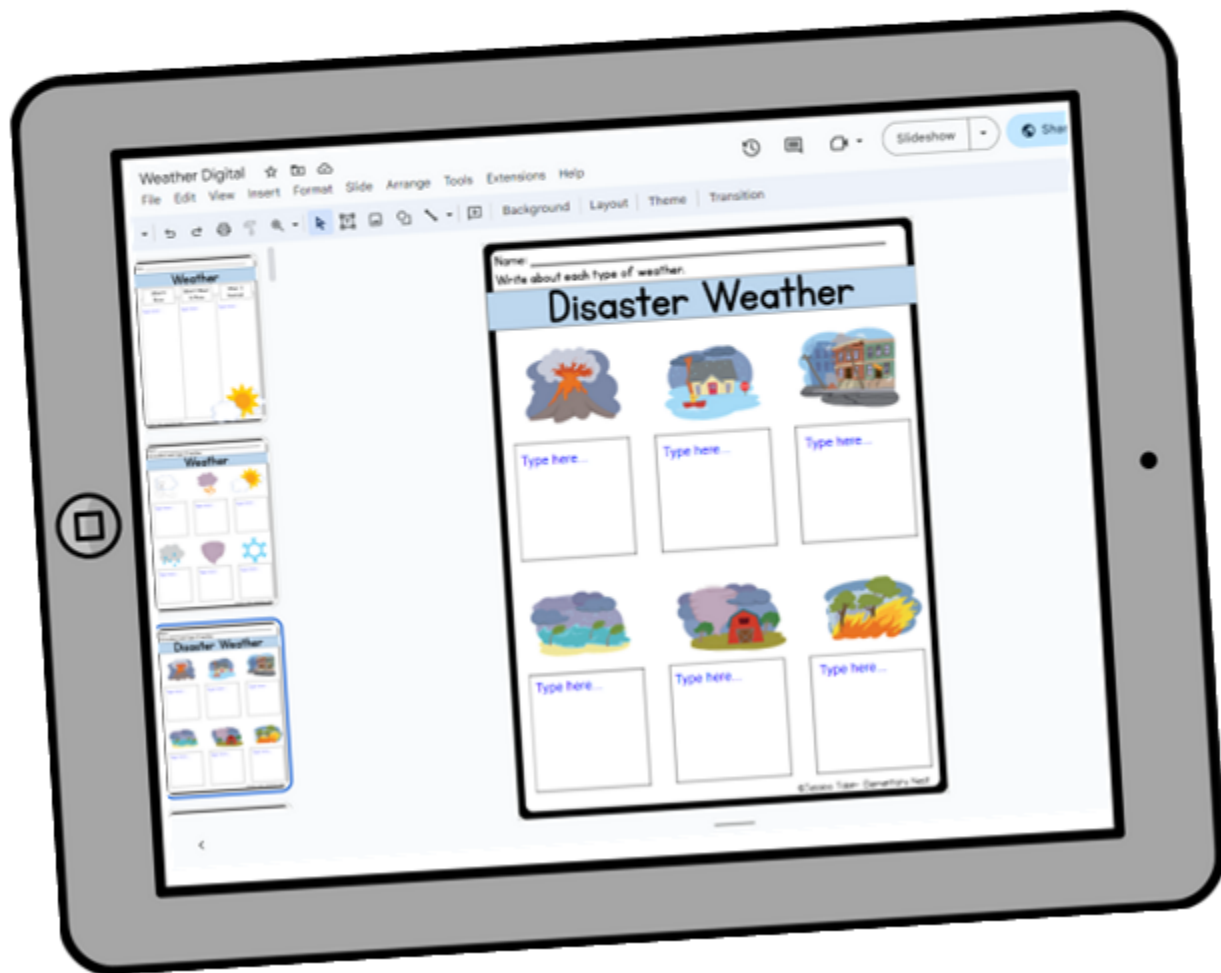 Weather Digital
File Edit View Insert Format Slide Arrange Tools Extensions Help
Slideshow
Shar
Background Layout Theme Transition
Weather
Weather
Disaster Weather
Name:
Write about each type of weather.
Disaster Weather
Type here... Type here... Type here...
Type here... Type here... Type here...